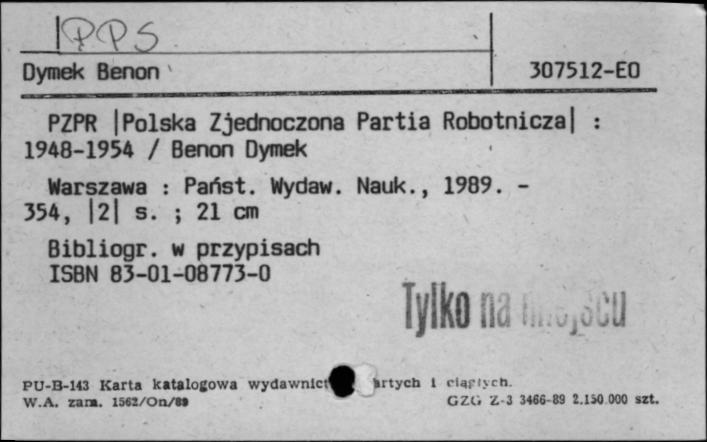 PPS
Dymek Benon
307512-EO
PZPR |Polska Zjednoczona Partia Robotnicza| :
1948-1954 / Benon Dymek
Warszawa : Państ. Wydaw. Nauk., 1989. -
354, |2| s. ; 21 cm
Bibliogr. w przypisach
ISBN 83-01-08773-0
Tylko na miejscu
PU-B-143 Karta katalogowa wydawnict artych i ciągłych.
W.A. zam. 1562/On/89
GZG Z-3 3466-89 2.150.000 szt.